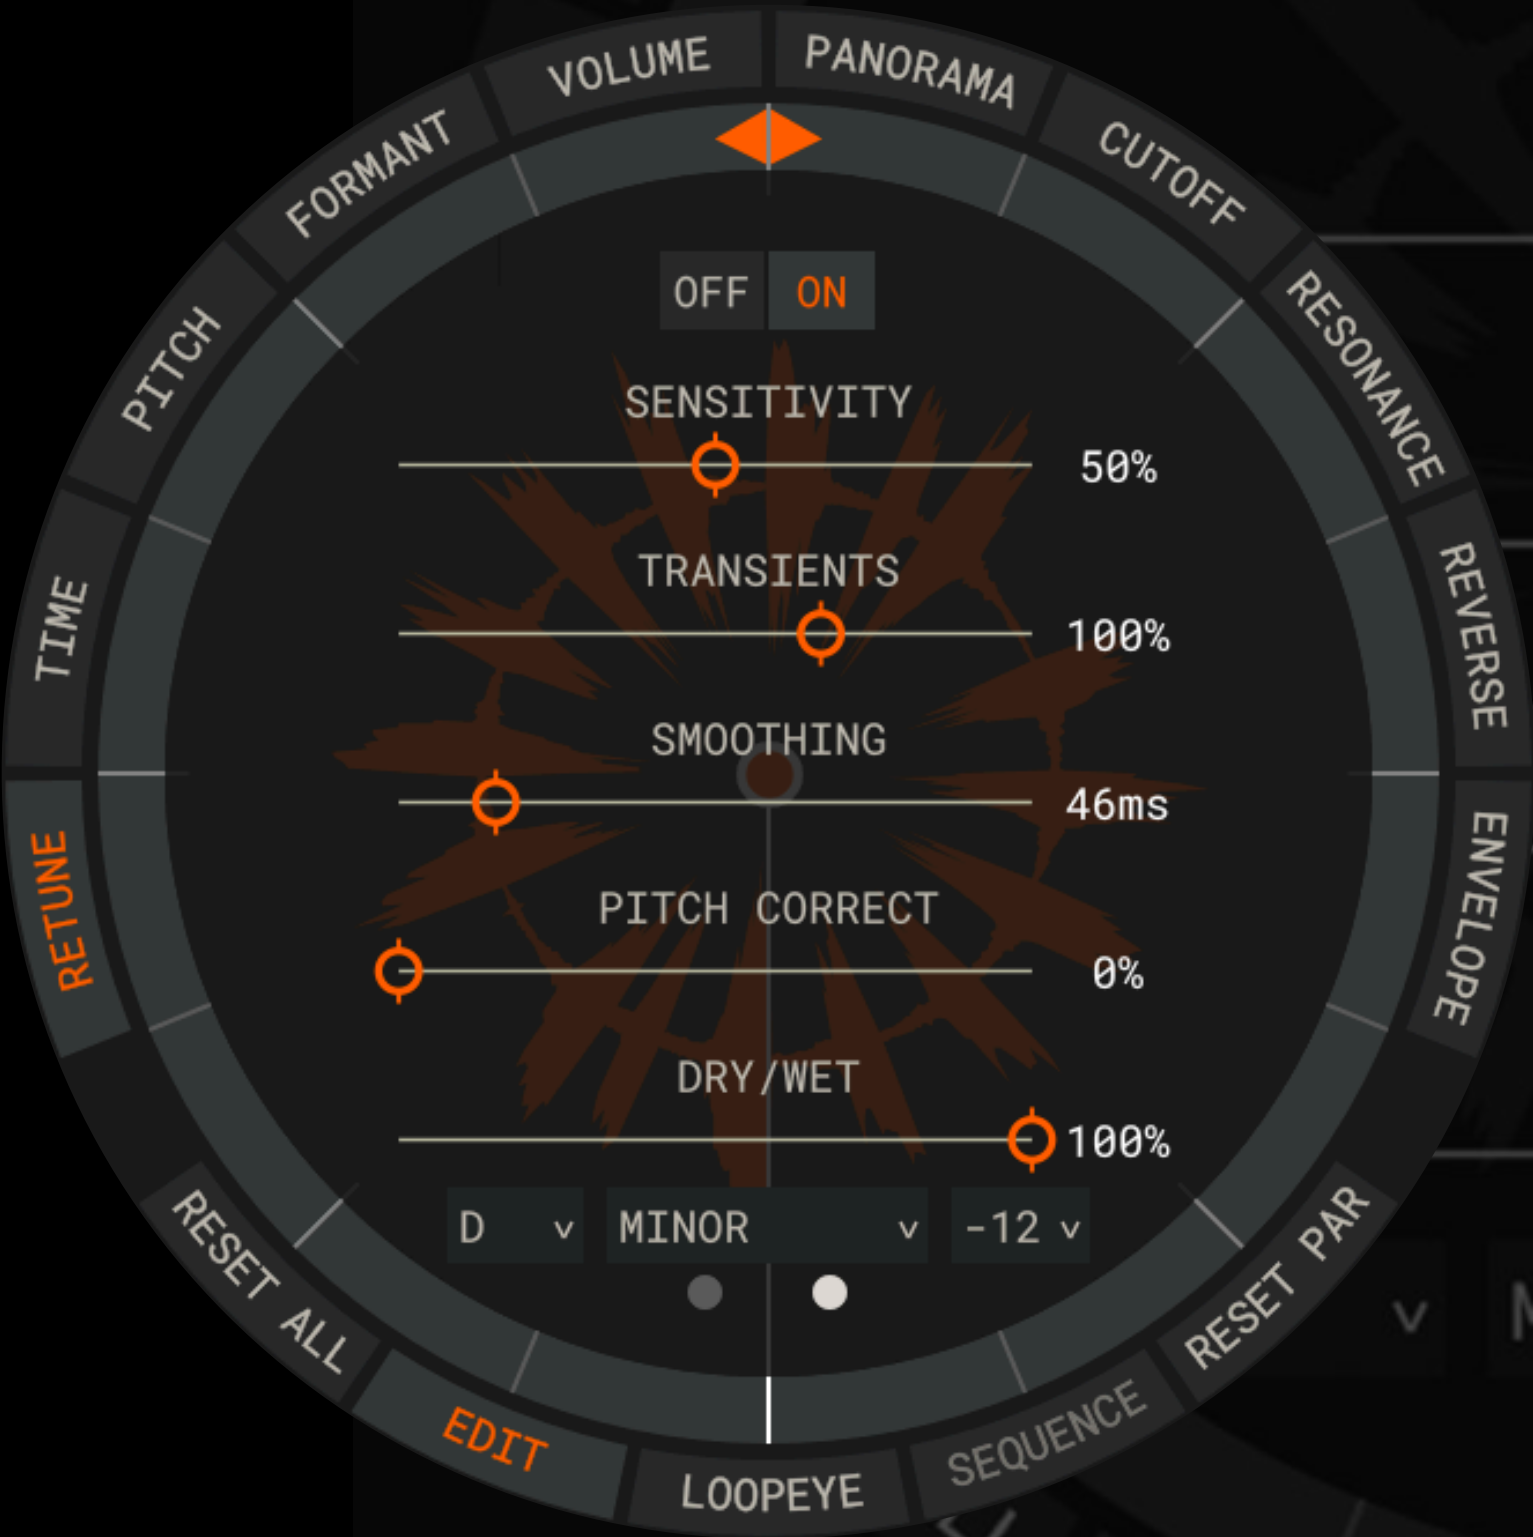 VOLUME
PANORAMA
FORMANT
CUTOFF
PITCH
RESONANCE
TIME
REVERSE
RETUNE
ENVELOPE
OFF ON
SENSITIVITY
50%
TRANSIENTS
100%
SMOOTHING
46ms
PITCH CORRECT
0%
DRY/WET
100%
D v MINOR v -12 v
RESET ALL
RESET PAR
EDIT
SEQUENCE
LOOPEYE